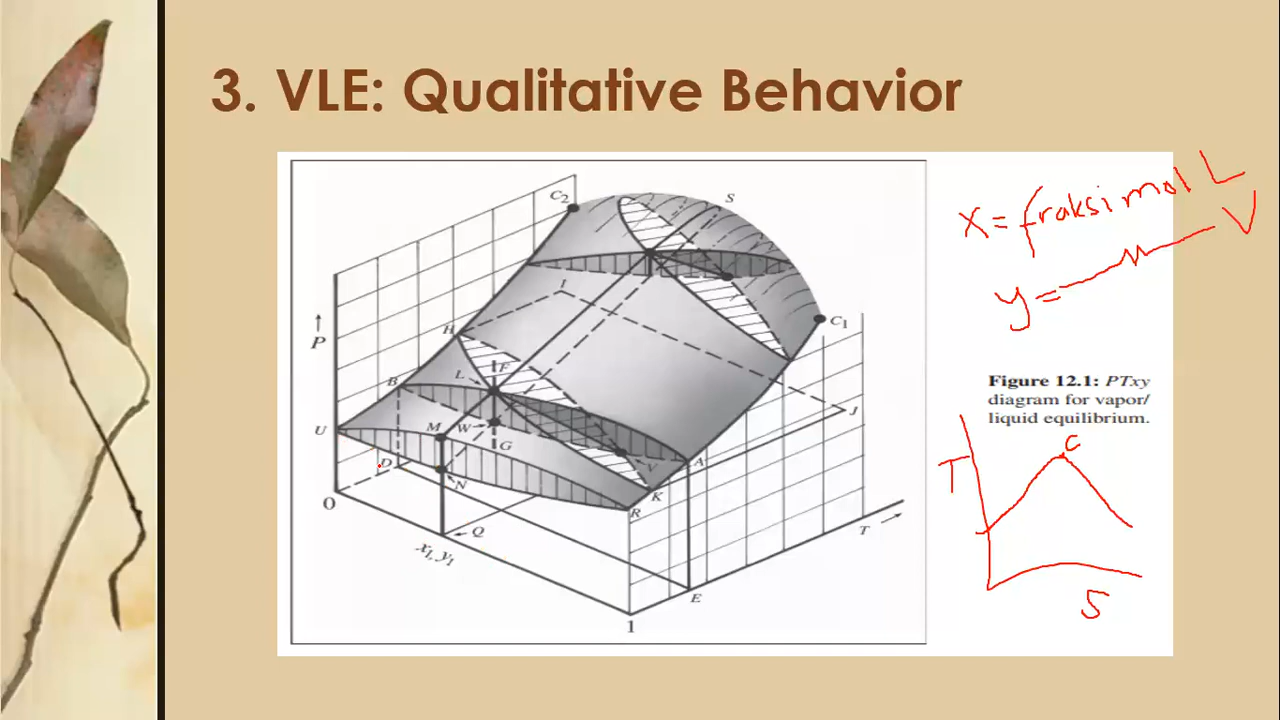 3. VLE: Qualitative Behavior
C2
S
I
↑
P
C1
H
F
L
B
J
U
M
W
G
D
V
A
N
K
R
0
Q
T →
x1, y1
E
1
x = fraksi mol L
y = V
Figure 12.1: PTxy
diagram for vapor/
liquid equilibrium.
T
C
S